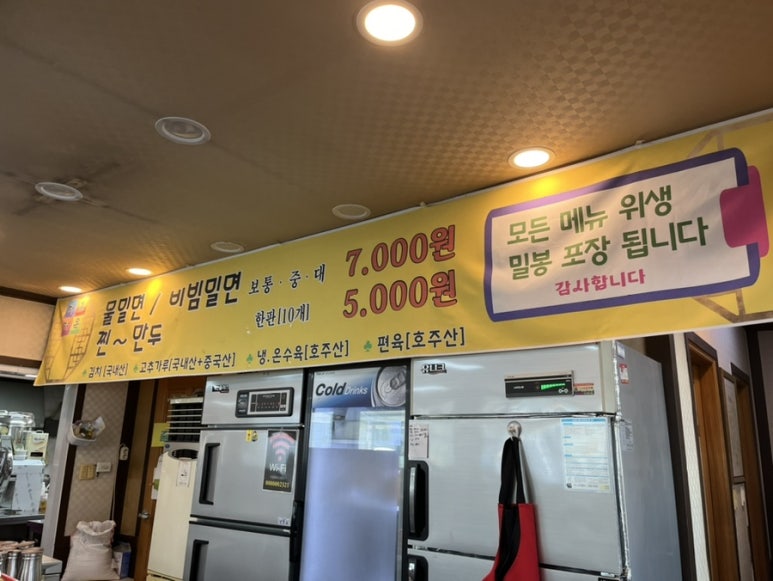 물밀면 / 비빔밀면 보통·중·대 7.000원
찐~만두 한판[10개] 5.000원
♣김치[국내산] ♣고추가루[국내산+중국산] ♣냉.온수육[호주산] ♣편육[호주산]
모든 메뉴 위생
밀봉 포장 됩니다
감사합니다
Cold Drinks
Wi-Fi